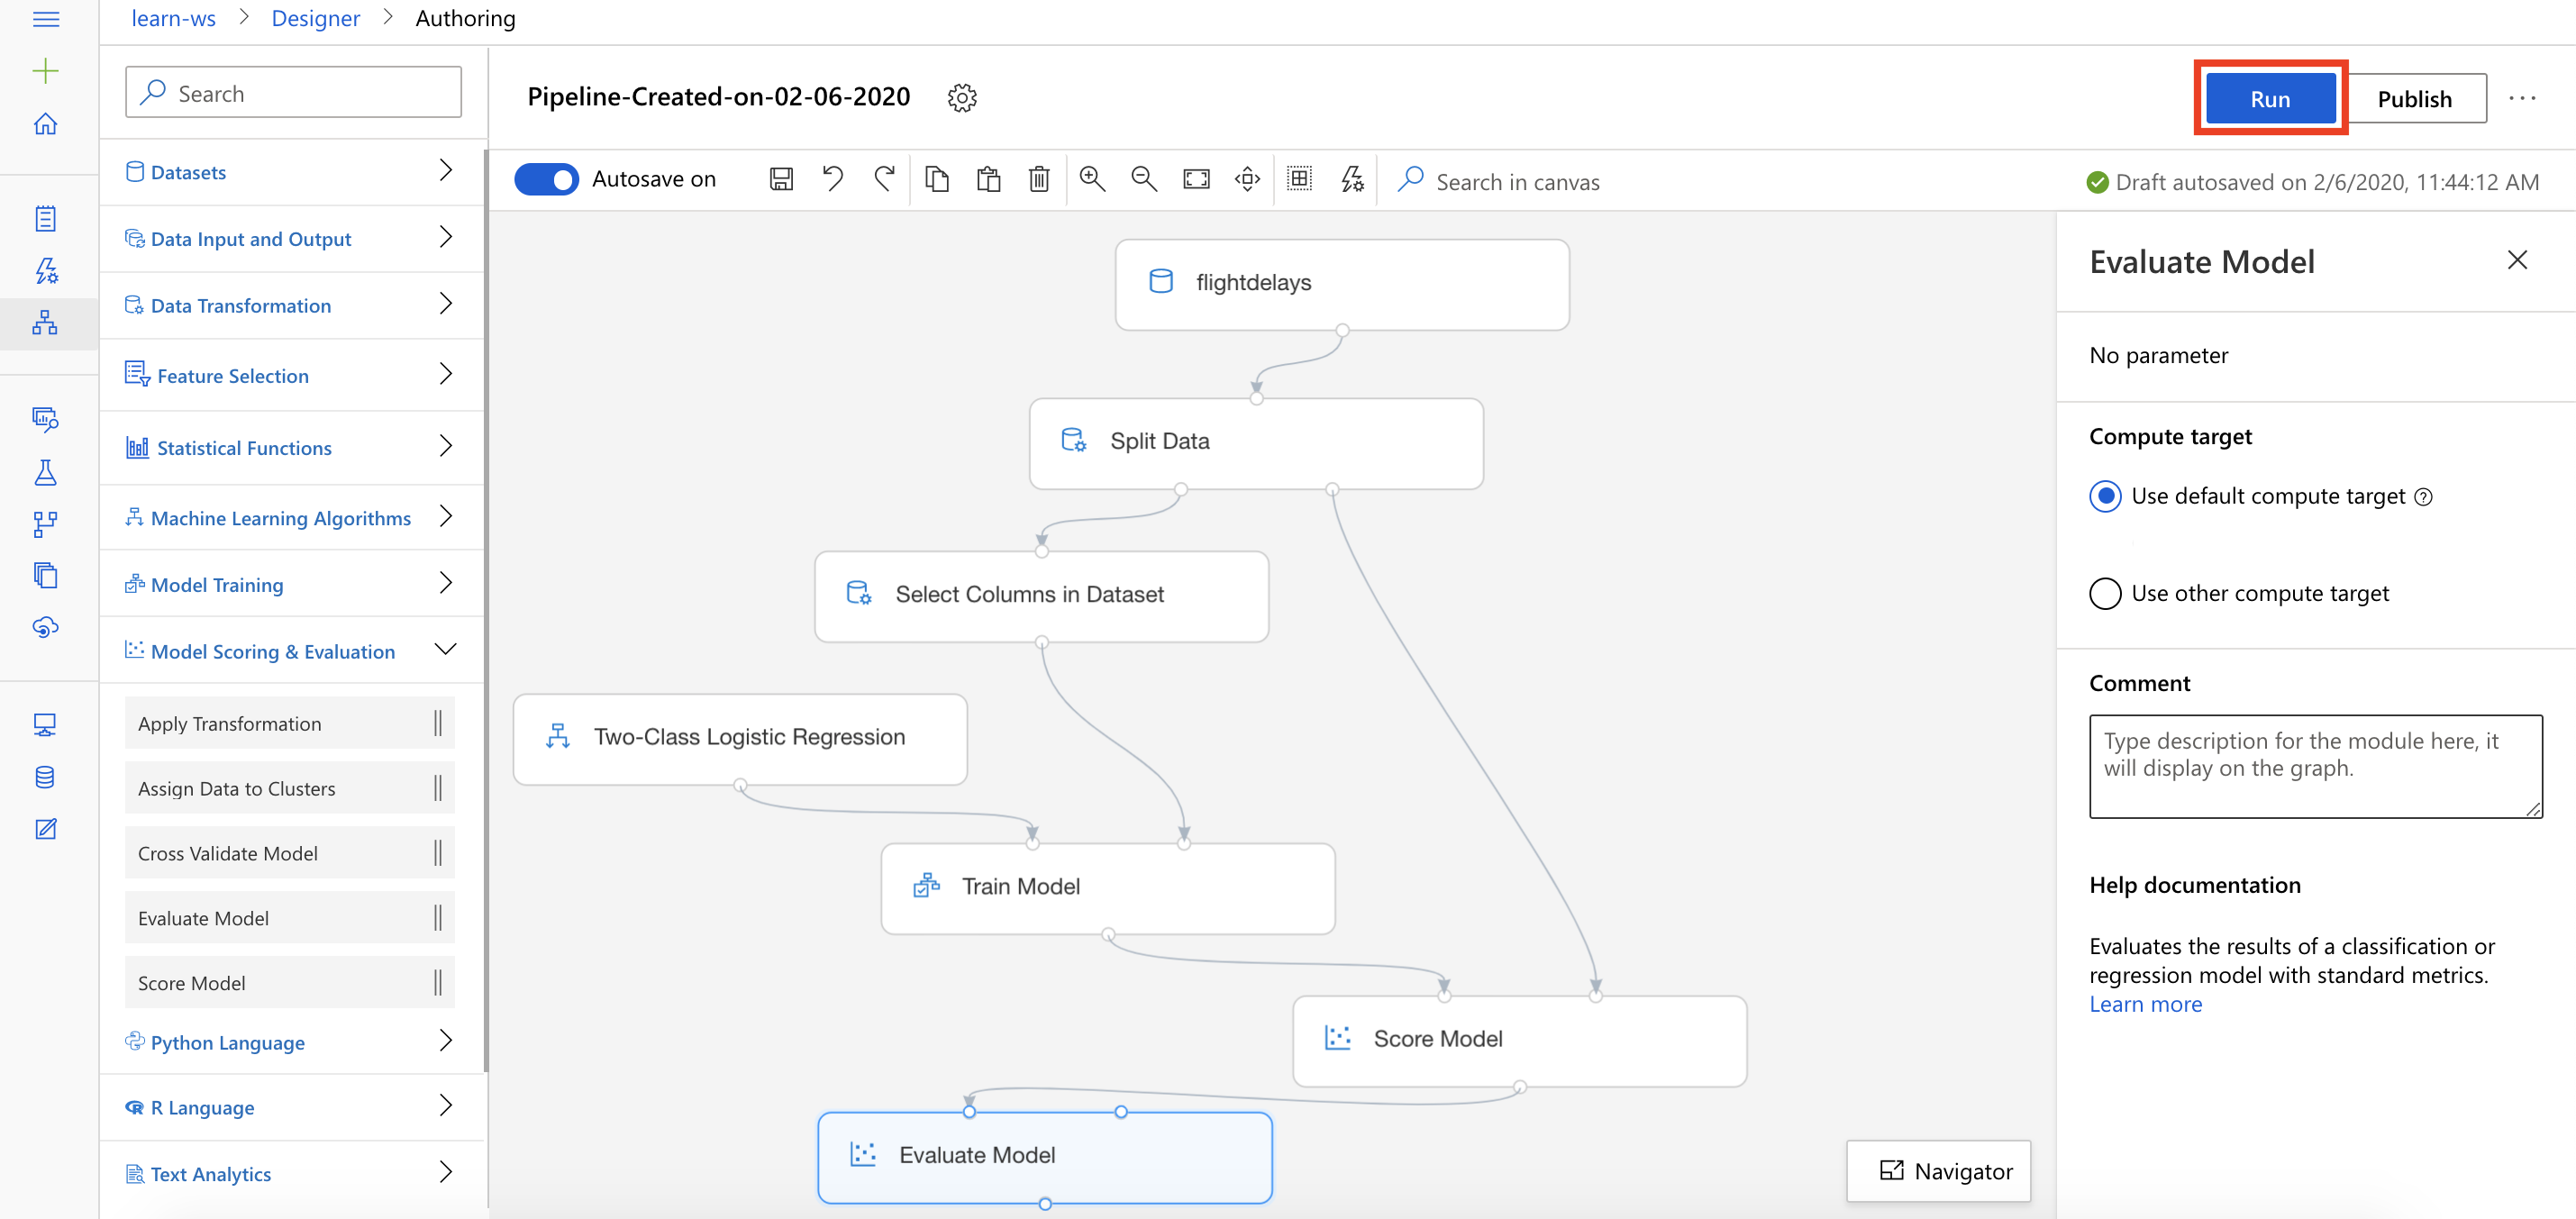 learn-ws > Designer > Authoring
Search
Datasets
Data Input and Output
Data Transformation
Feature Selection
Statistical Functions
Machine Learning Algorithms
Model Training
Model Scoring & Evaluation
Apply Transformation
Assign Data to Clusters
Cross Validate Model
Evaluate Model
Score Model
Python Language
R Language
Text Analytics
Pipeline-Created-on-02-06-2020
Run
Publish
Autosave on
Search in canvas
Draft autosaved on 2/6/2020, 11:44:12 AM
flightdelays
Split Data
Select Columns in Dataset
Two-Class Logistic Regression
Train Model
Score Model
Evaluate Model
Navigator
Evaluate Model
No parameter
Compute target
Use default compute target
Use other compute target
Comment
Type description for the module here, it
will display on the graph.
Help documentation
Evaluates the results of a classification or
regression model with standard metrics.
Learn more